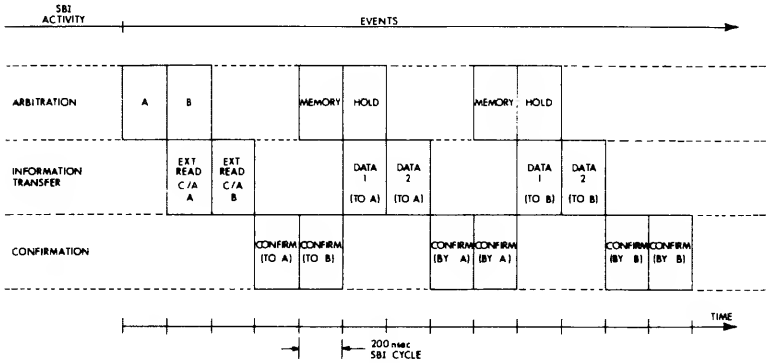 SBI
ACTIVITY
EVENTS
ARBITRATION
A
B
MEMORY
HOLD
MEMORY
HOLD
INFORMATION
TRANSFER
EXT
READ
C/A
A
EXT
READ
C/A
B
DATA
1
(TO A)
DATA
2
(TO A)
DATA
1
(TO B)
DATA
2
(TO B)
CONFIRMATION
CONFIRM
(TO A)
CONFIRM
(TO B)
CONFIRM
(BY A)
CONFIRM
(BY A)
CONFIRM
(BY B)
CONFIRM
(BY B)
TIME
200 nsec
SBI CYCLE